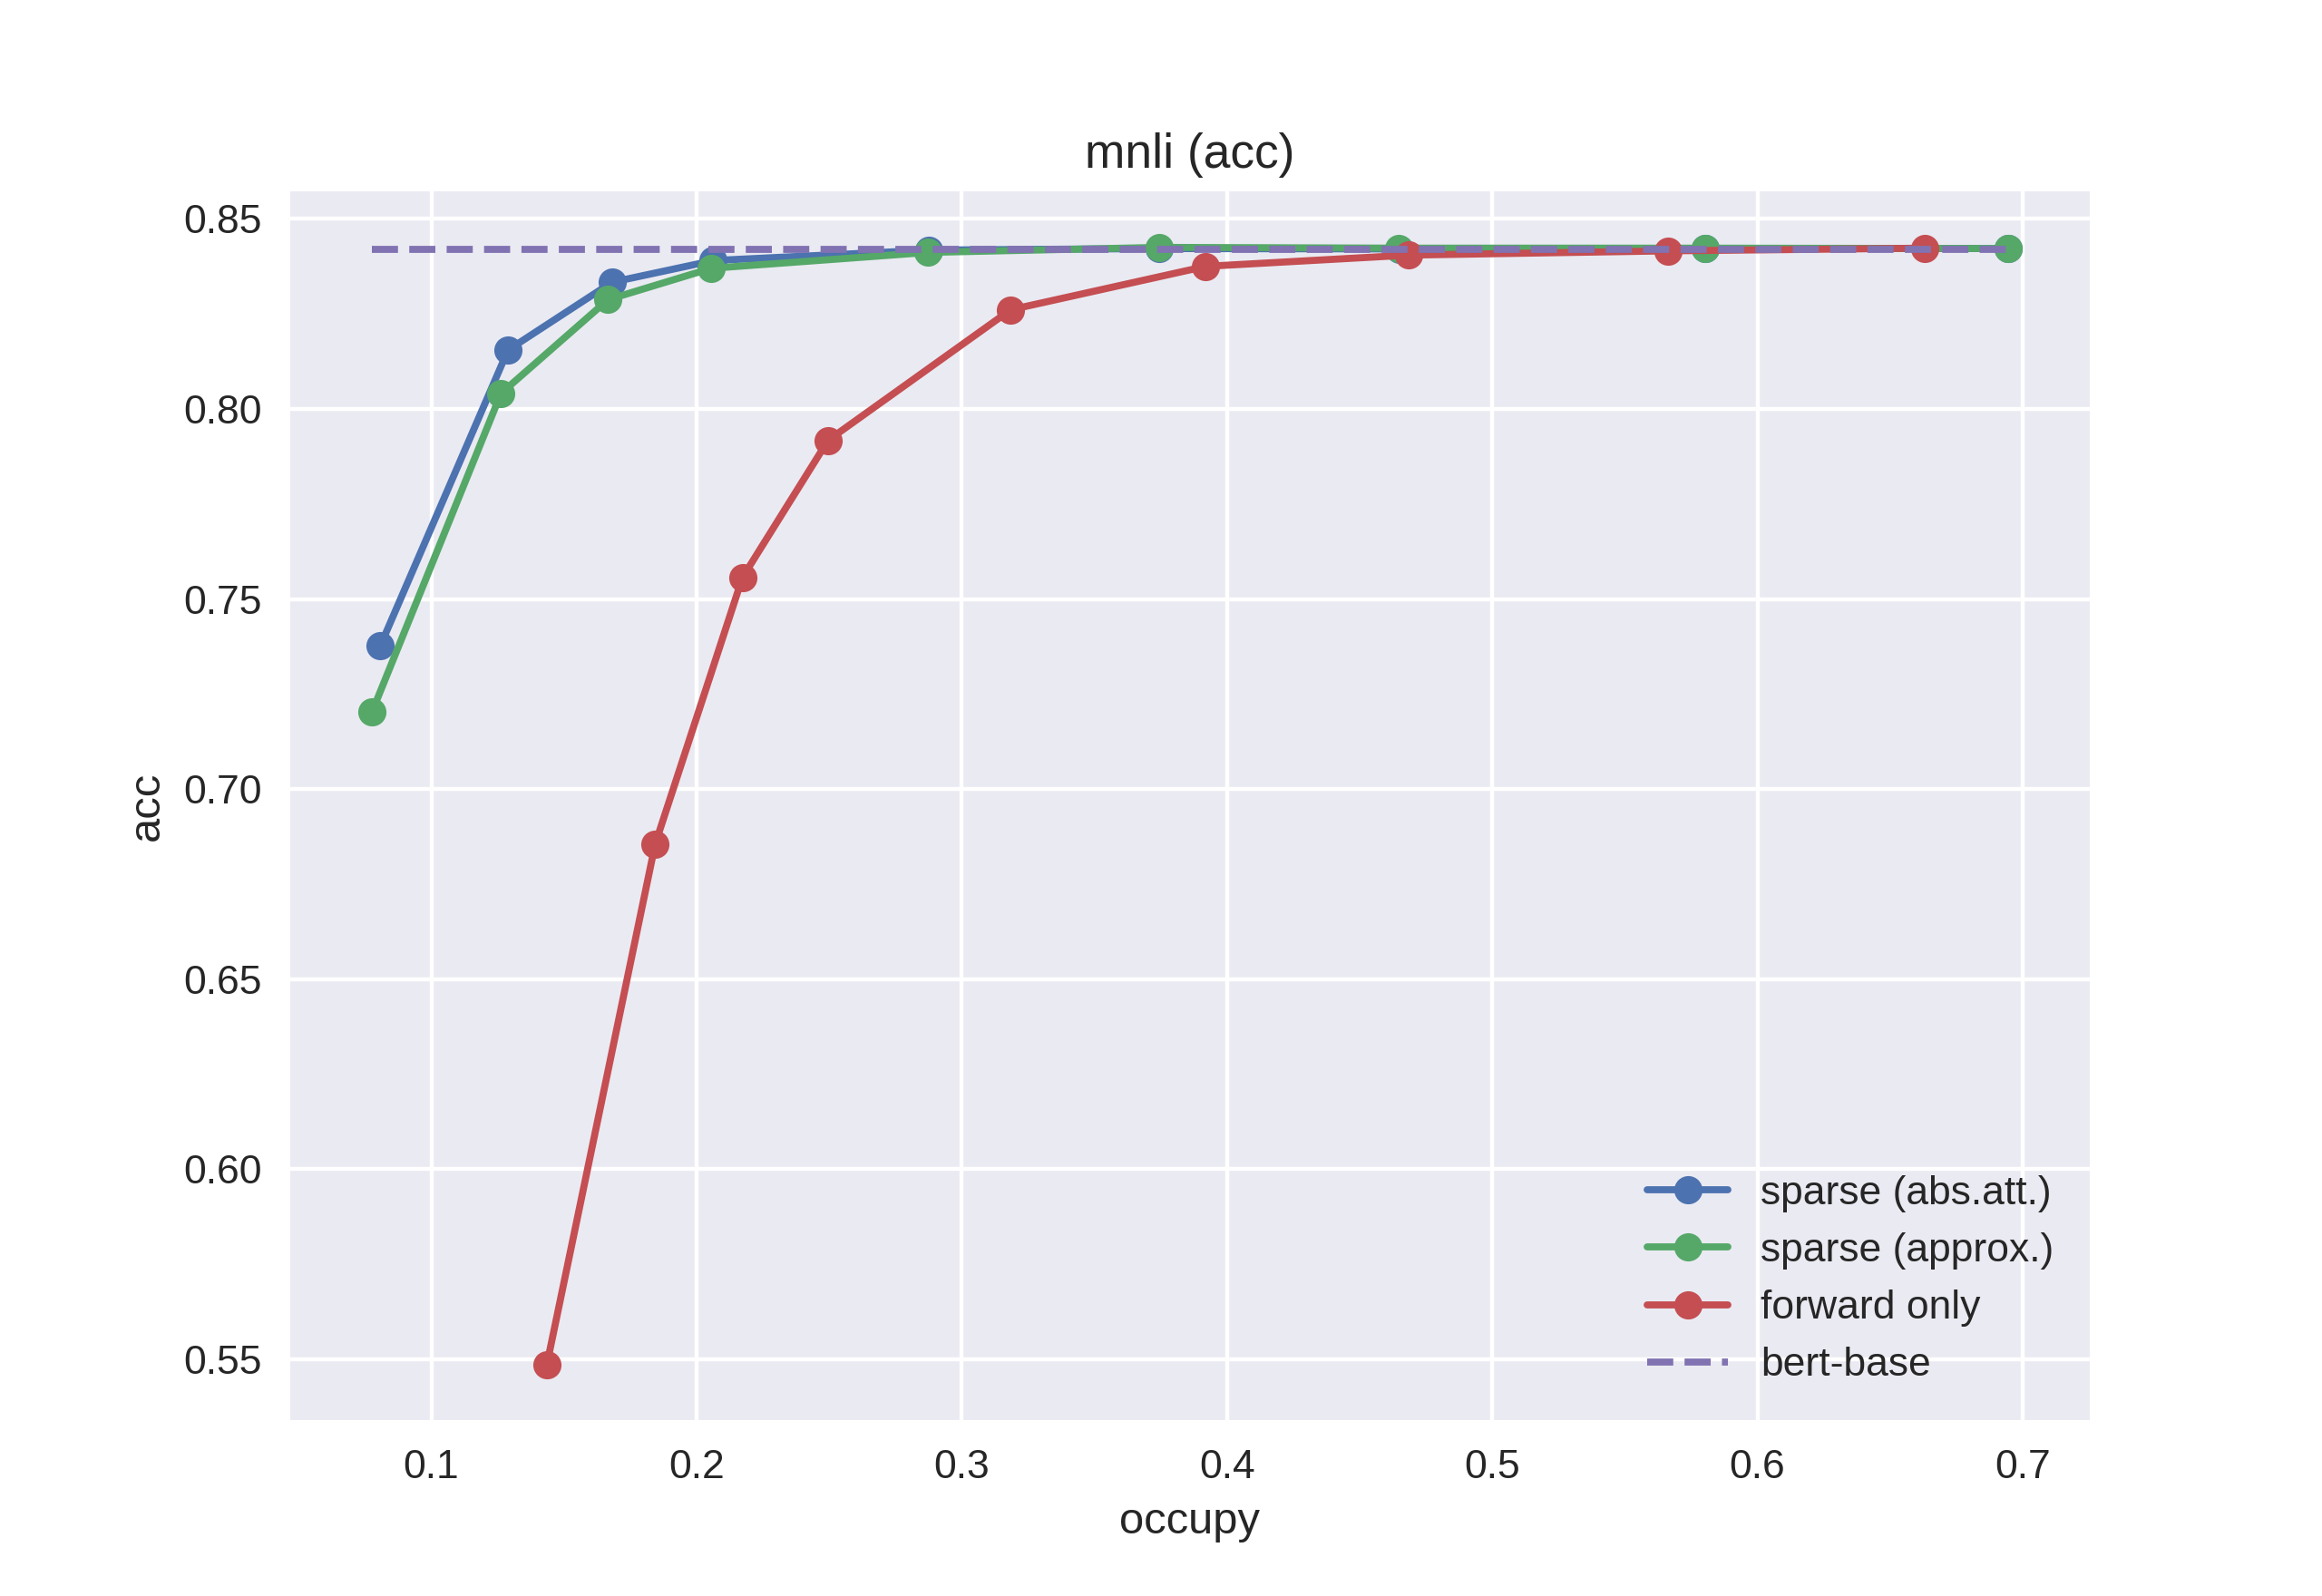 mnli (acc)
0.85
0.80
0.75
0.70
0.65
0.60
0.55
acc
0.1 0.2 0.3 0.4 0.5 0.6 0.7
occupy
sparse (abs.att.)
sparse (approx.)
forward only
bert-base